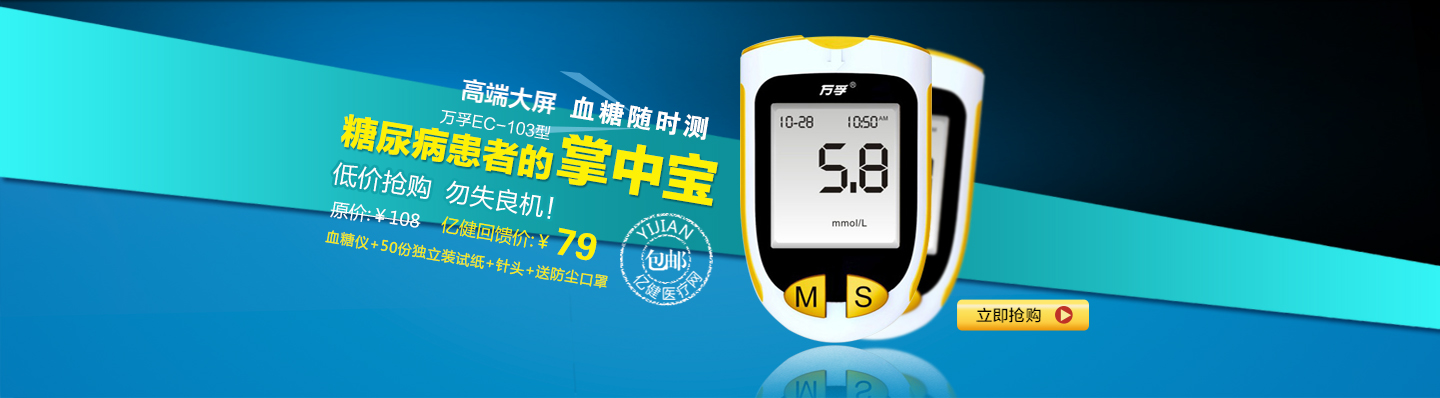 高端大屏 血糖随时测
万孚EC-103型
糖尿病患者的掌中宝
低价抢购 勿失良机!
原价:¥108 亿健回馈价:¥79
血糖仪+50份独立装试纸+针头+送防尘口罩
YIJIAN
包邮
亿健医疗网
万孚®
10-28 10:50AM
5.8
mmol/L
M S
立即抢购